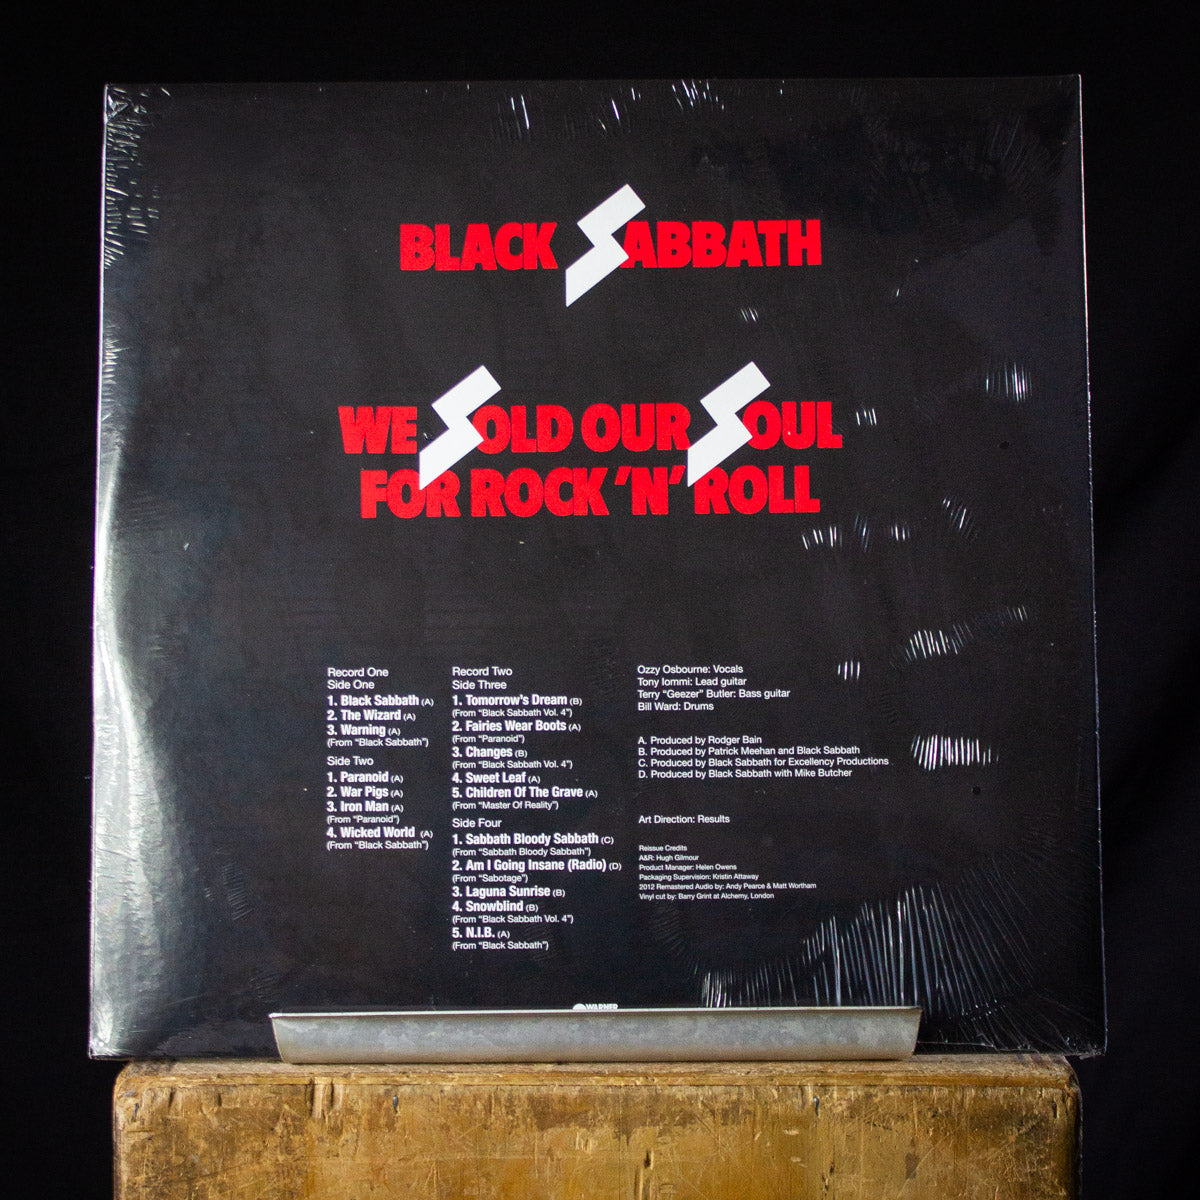 BLACK SABBATH
WE SOLD OUR SOUL
FOR ROCK 'N' ROLL
Record One
Side One
1. Black Sabbath (A)
2. The Wizard (A)
3. Warning (A)
(From "Black Sabbath")
Side Two
1. Paranoid (A)
2. War Pigs (A)
3. Iron Man (A)
(From "Paranoid")
4. Wicked World (A)
(From "Black Sabbath")
Record Two
Side Three
1. Tomorrow's Dream (B)
(From "Black Sabbath Vol. 4")
2. Fairies Wear Boots (A)
(From "Paranoid")
3. Changes (B)
(From "Black Sabbath Vol. 4")
4. Sweet Leaf (A)
5. Children Of The Grave (A)
(From "Master Of Reality")
Side Four
1. Sabbath Bloody Sabbath (C)
(From "Sabbath Bloody Sabbath")
2. Am I Going Insane (Radio) (D)
(From "Sabotage")
3. Laguna Sunrise (B)
4. Snowblind (B)
(From "Black Sabbath Vol. 4")
5. N.I.B. (A)
(From "Black Sabbath")
Ozzy Osbourne: Vocals
Tony Iommi: Lead guitar
Terry "Geezer" Butler: Bass guitar
Bill Ward: Drums
A. Produced by Rodger Bain
B. Produced by Patrick Meehan and Black Sabbath
C. Produced by Black Sabbath for Excellency Productions
D. Produced by Black Sabbath with Mike Butcher
Art Direction: Results
Reissue Credits
A&R: Hugh Gilmour
Product Manager: Helen Owens
Packaging Supervision: Kristin Attaway
2012 Remastered Audio by: Andy Pearce & Matt Wortham
Vinyl cut by: Barry Grint at Alchemy, London
WARNER